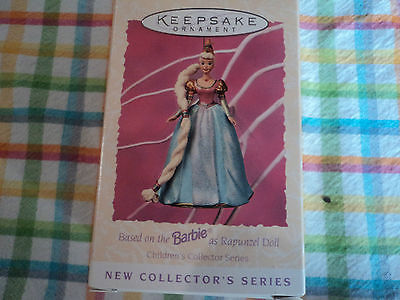 KEEPSAKE
ORNAMENT
Based on the Barbie as Rapunzel Doll
Children's Collector Series
NEW COLLECTOR'S SERIES